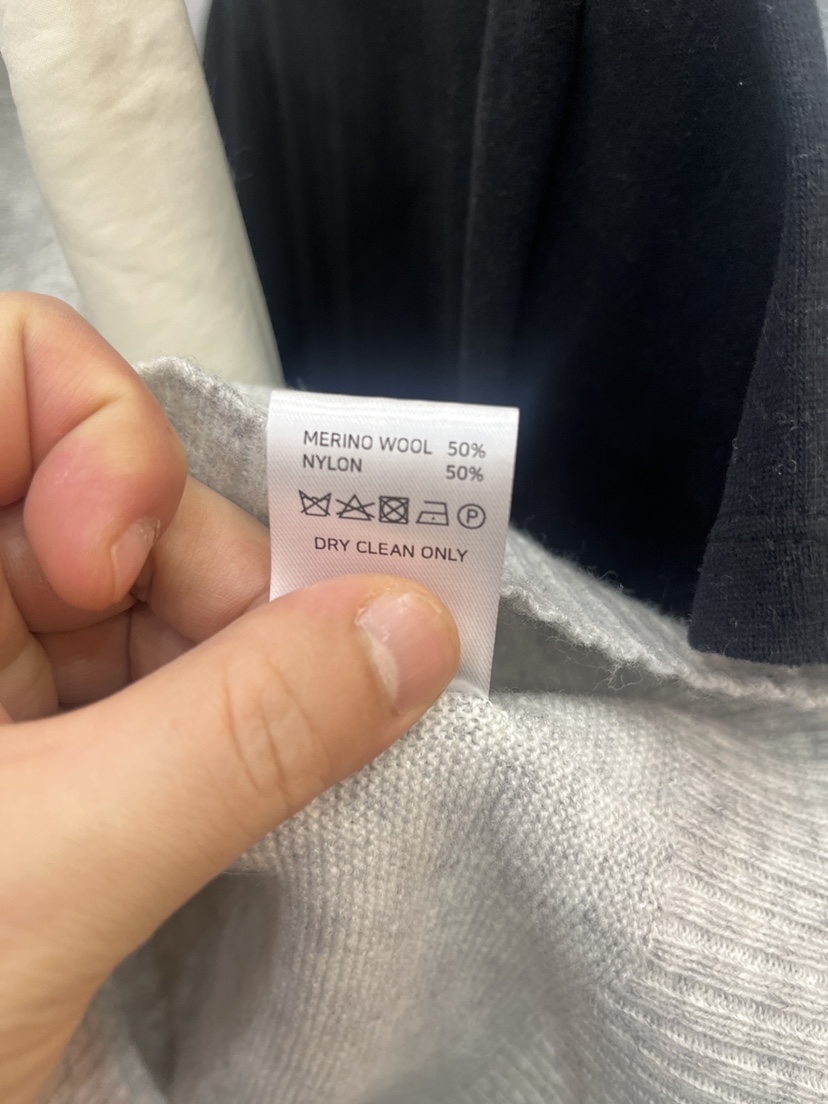 MERINO WOOL 50%
NYLON 50%
P
DRY CLEAN ONLY